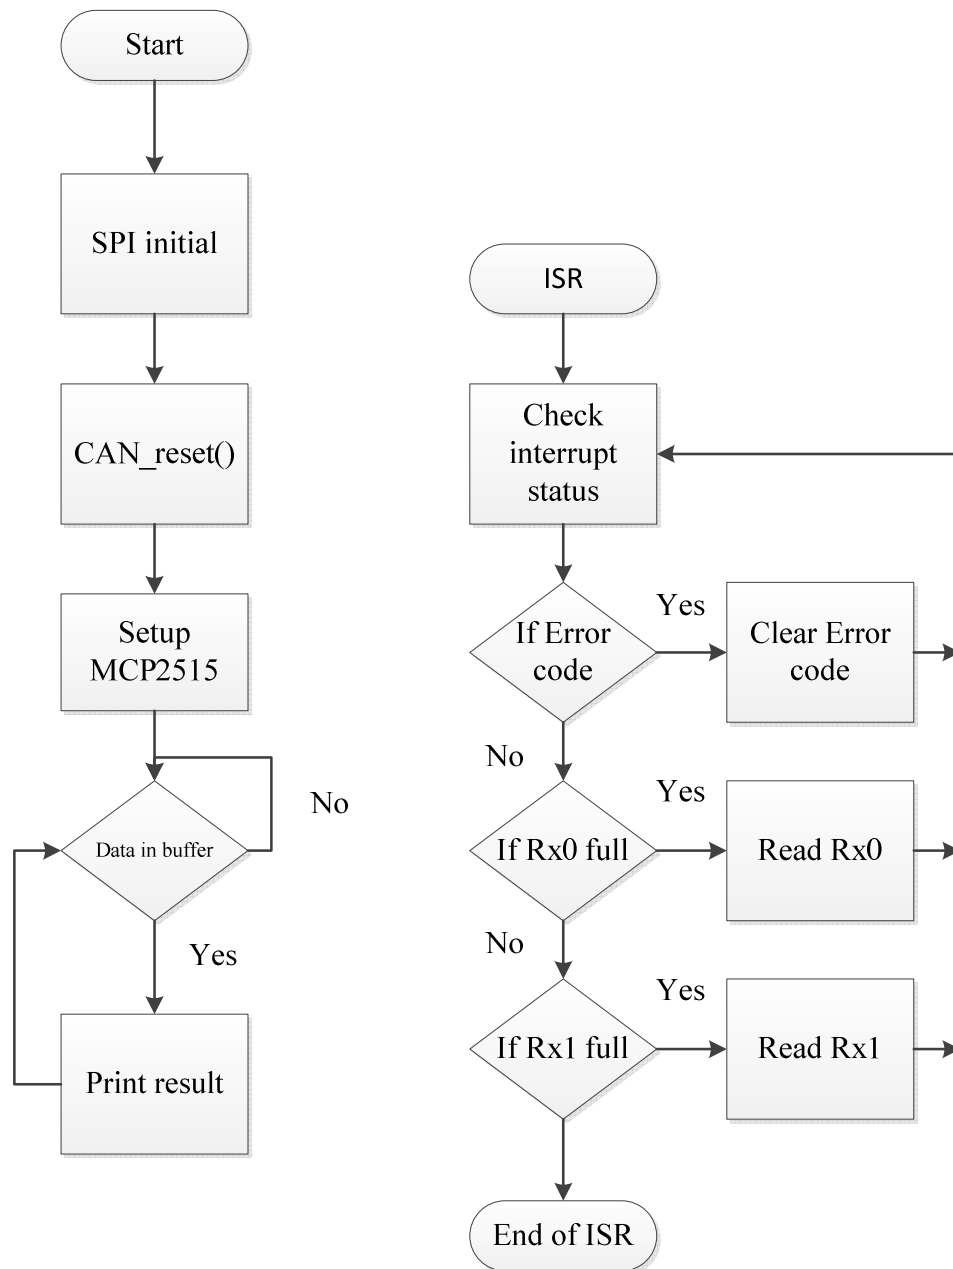 Start
SPI initial
CAN_reset()
Setup
MCP2515
Data in buffer
No
Yes
Print result
ISR
Check
interrupt
status
If Error
code
Yes
Clear Error
code
No
If Rx0 full
Yes
Read Rx0
No
If Rx1 full
Yes
Read Rx1
End of ISR